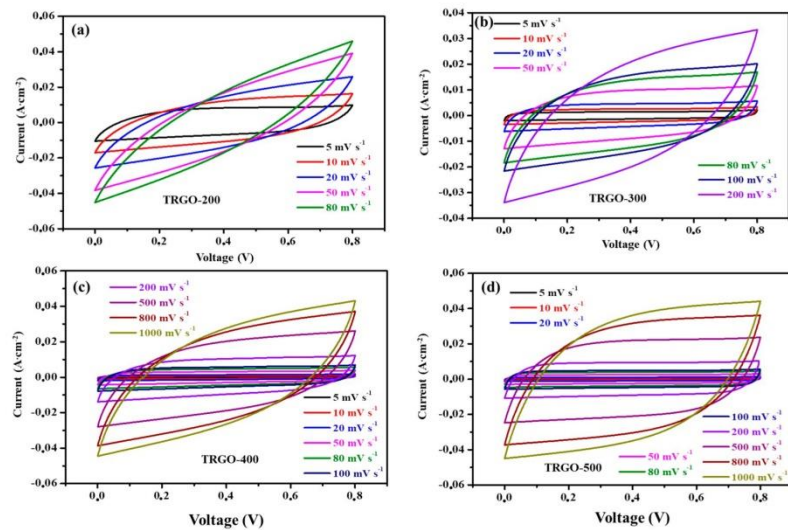 (a)
0.06
0.04
0.02
0.00
-0.02
-0.04
-0.06
Current (A·cm⁻²)
5 mV s⁻¹
10 mV s⁻¹
20 mV s⁻¹
50 mV s⁻¹
80 mV s⁻¹
TRGO-200
0.0 0.2 0.4 0.6 0.8
Voltage (V)
(b)
0.04
0.03
0.02
0.01
0.00
-0.01
-0.02
-0.03
-0.04
Current (A·cm⁻²)
5 mV s⁻¹
10 mV s⁻¹
20 mV s⁻¹
50 mV s⁻¹
80 mV s⁻¹
100 mV s⁻¹
200 mV s⁻¹
TRGO-300
0.0 0.2 0.4 0.6 0.8
Voltage (V)
(c)
0,06
0,04
0,02
0,00
-0,02
-0,04
-0,06
Current (A·cm⁻²)
200 mV s⁻¹
500 mV s⁻¹
800 mV s⁻¹
1000 mV s⁻¹
5 mV s⁻¹
10 mV s⁻¹
20 mV s⁻¹
50 mV s⁻¹
80 mV s⁻¹
100 mV s⁻¹
TRGO-400
0.0 0.2 0.4 0.6 0.8
Voltage (V)
(d)
0,06
0,04
0,02
0,00
-0,02
-0,04
-0,06
Current (A·cm⁻²)
5 mV s⁻¹
10 mV s⁻¹
20 mV s⁻¹
50 mV s⁻¹
80 mV s⁻¹
100 mV s⁻¹
200 mV s⁻¹
500 mV s⁻¹
800 mV s⁻¹
1000 mV s⁻¹
TRGO-500
0.0 0.2 0.4 0.6 0.8
Voltage (V)